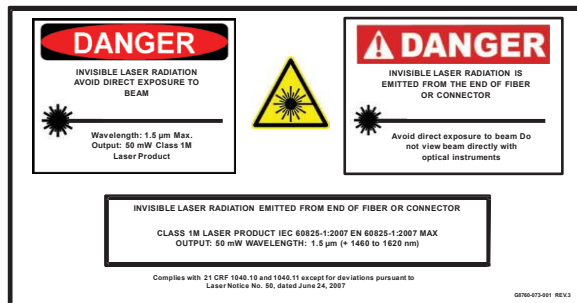 DANGER
INVISIBLE LASER RADIATION
AVOID DIRECT EXPOSURE TO
BEAM
Wavelength: 1.5 µm Max.
Output: 50 mW Class 1M
Laser Product
DANGER
INVISIBLE LASER RADIATION IS
EMITTED FROM THE END OF FIBER
OR CONNECTOR
Avoid direct exposure to beam Do
not view beam directly with
optical instruments
INVISIBLE LASER RADIATION EMITTED FROM END OF FIBER OR CONNECTOR
CLASS 1M LASER PRODUCT IEC 60825-1:2007 EN 60825-1:2007 MAX
OUTPUT: 50 mW WAVELENGTH: 1.5 µm (+ 1460 to 1620 nm)
Complies with 21 CRF 1040.10 and 1040.11 except for deviations pursuant to
Laser Notice No. 50, dated June 24, 2007
G8760-073-001 REV.3